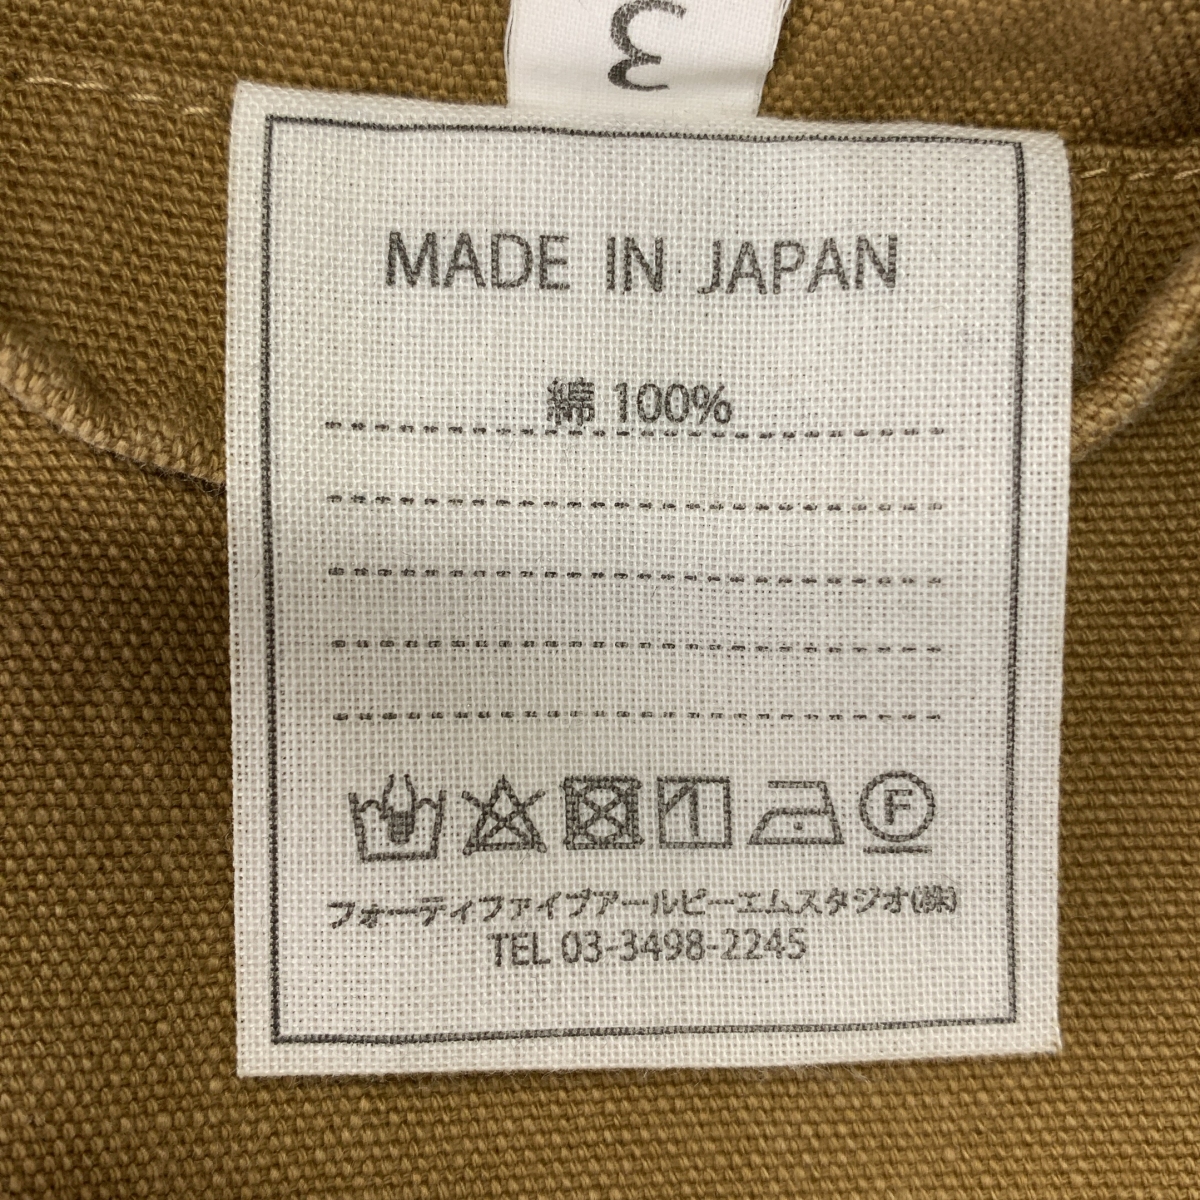 3
MADE IN JAPAN
綿 100%
F
フォーティファイブアールピーエムスタジオ(株)
TEL 03-3498-2245